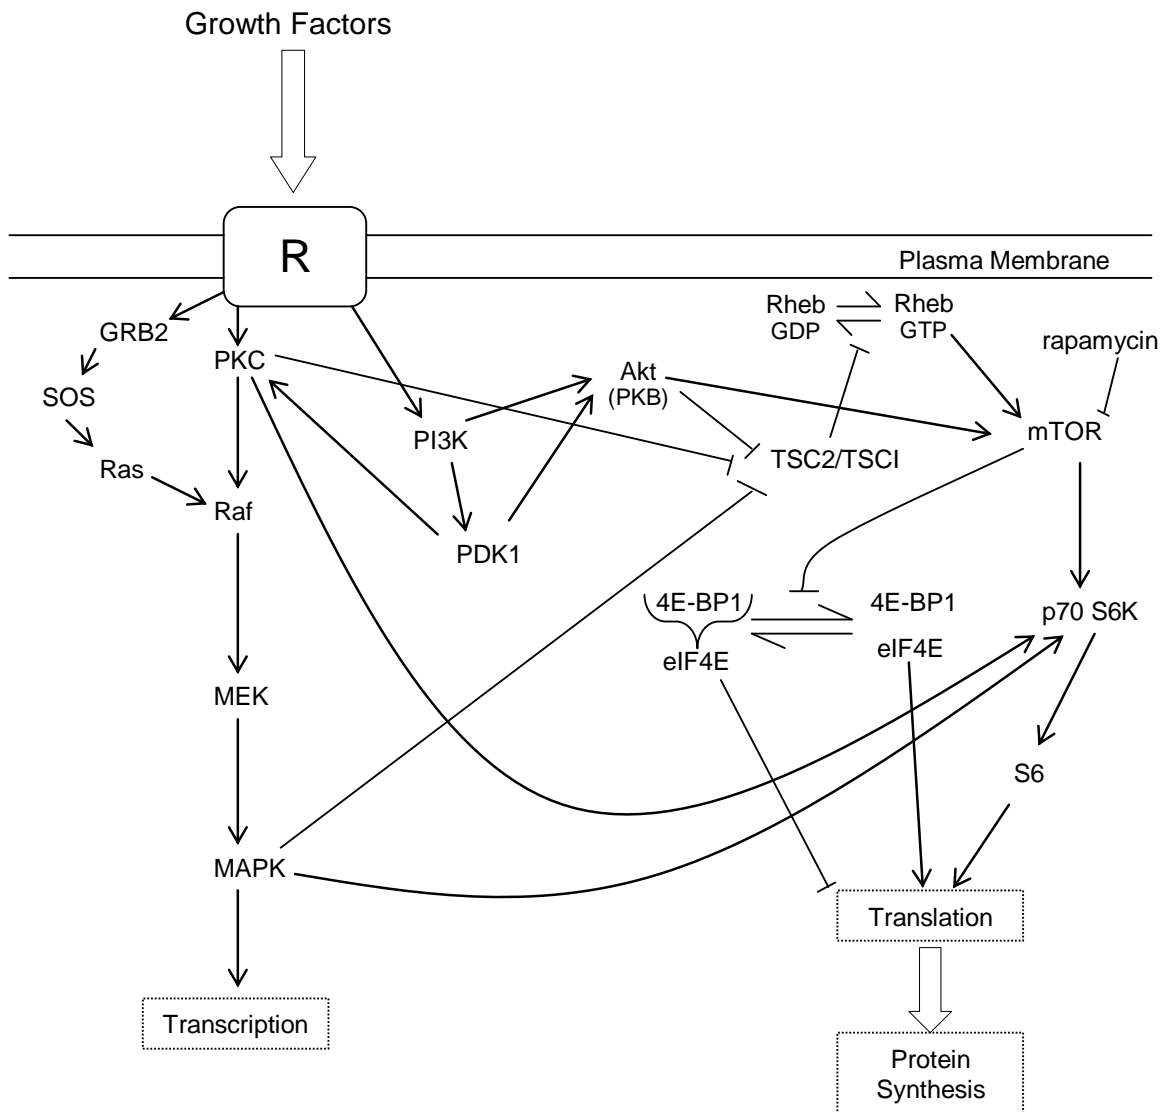 Growth Factors
R
Plasma Membrane
Rheb
GDP
Rheb
GTP
GRB2
rapamycin
PKC
Akt
(PKB)
SOS
PI3K
mTOR
TSC2/TSCI
Ras
Raf
PDK1
4E-BP1
eIF4E
4E-BP1
eIF4E
p70 S6K
MEK
S6
MAPK
Translation
Transcription
Protein
Synthesis